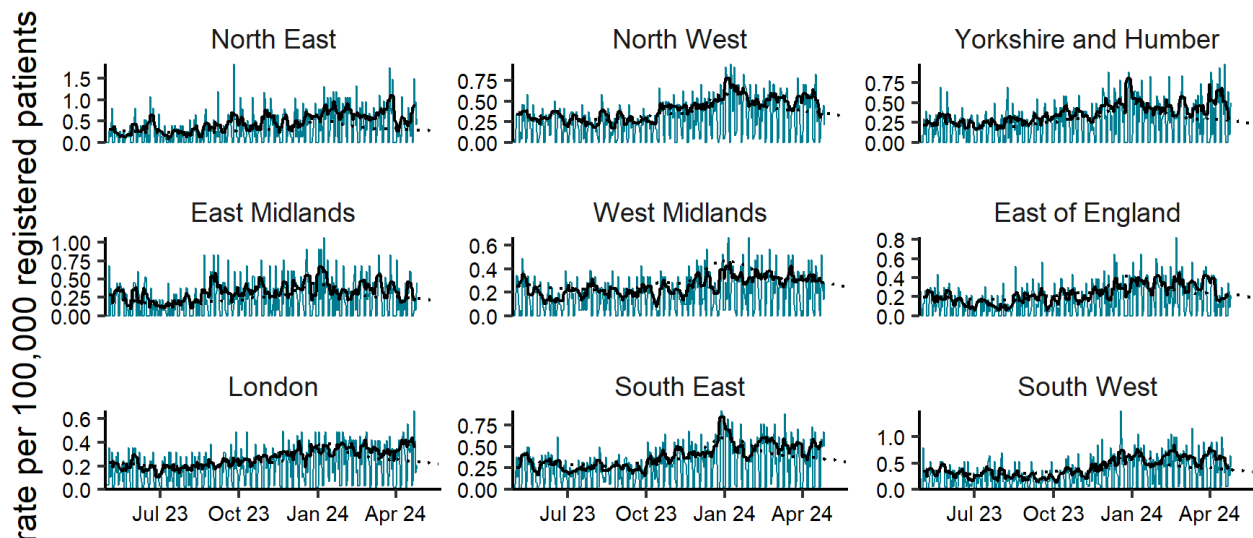 rate per 100,000 registered patients
North East
North West
Yorkshire and Humber
1.5
1.0
0.5
0.0
0.75
0.50
0.25
0.00
0.75
0.50
0.25
0.00
East Midlands
West Midlands
East of England
1.00
0.75
0.50
0.25
0.00
0.6
0.4
0.2
0.0
0.8
0.6
0.4
0.2
0.0
London
South East
South West
0.6
0.4
0.2
0.0
0.75
0.50
0.25
0.00
1.0
0.5
0.0
Jul 23 Oct 23 Jan 24 Apr 24
Jul 23 Oct 23 Jan 24 Apr 24
Jul 23 Oct 23 Jan 24 Apr 24